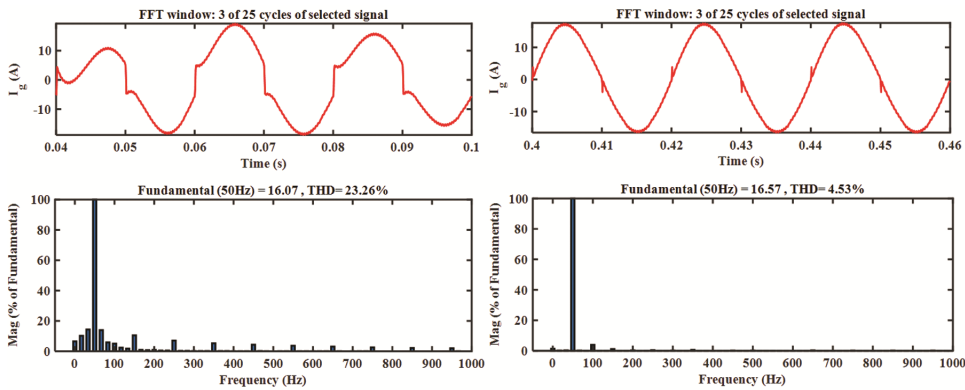 FFT window: 3 of 25 cycles of selected signal
I_g (A)
10
0
-10
0.04 0.05 0.06 0.07 0.08 0.09 0.1
Time (s)
FFT window: 3 of 25 cycles of selected signal
I_g (A)
10
0
-10
0.4 0.41 0.42 0.43 0.44 0.45 0.46
Time (s)
Fundamental (50Hz) = 16.07 , THD= 23.26%
Mag (% of Fundamental)
100
80
60
40
20
0
0 100 200 300 400 500 600 700 800 900 1000
Frequency (Hz)
Fundamental (50Hz) = 16.57 , THD= 4.53%
Mag (% of Fundamental)
100
80
60
40
20
0
0 100 200 300 400 500 600 700 800 900 1000
Frequency (Hz)